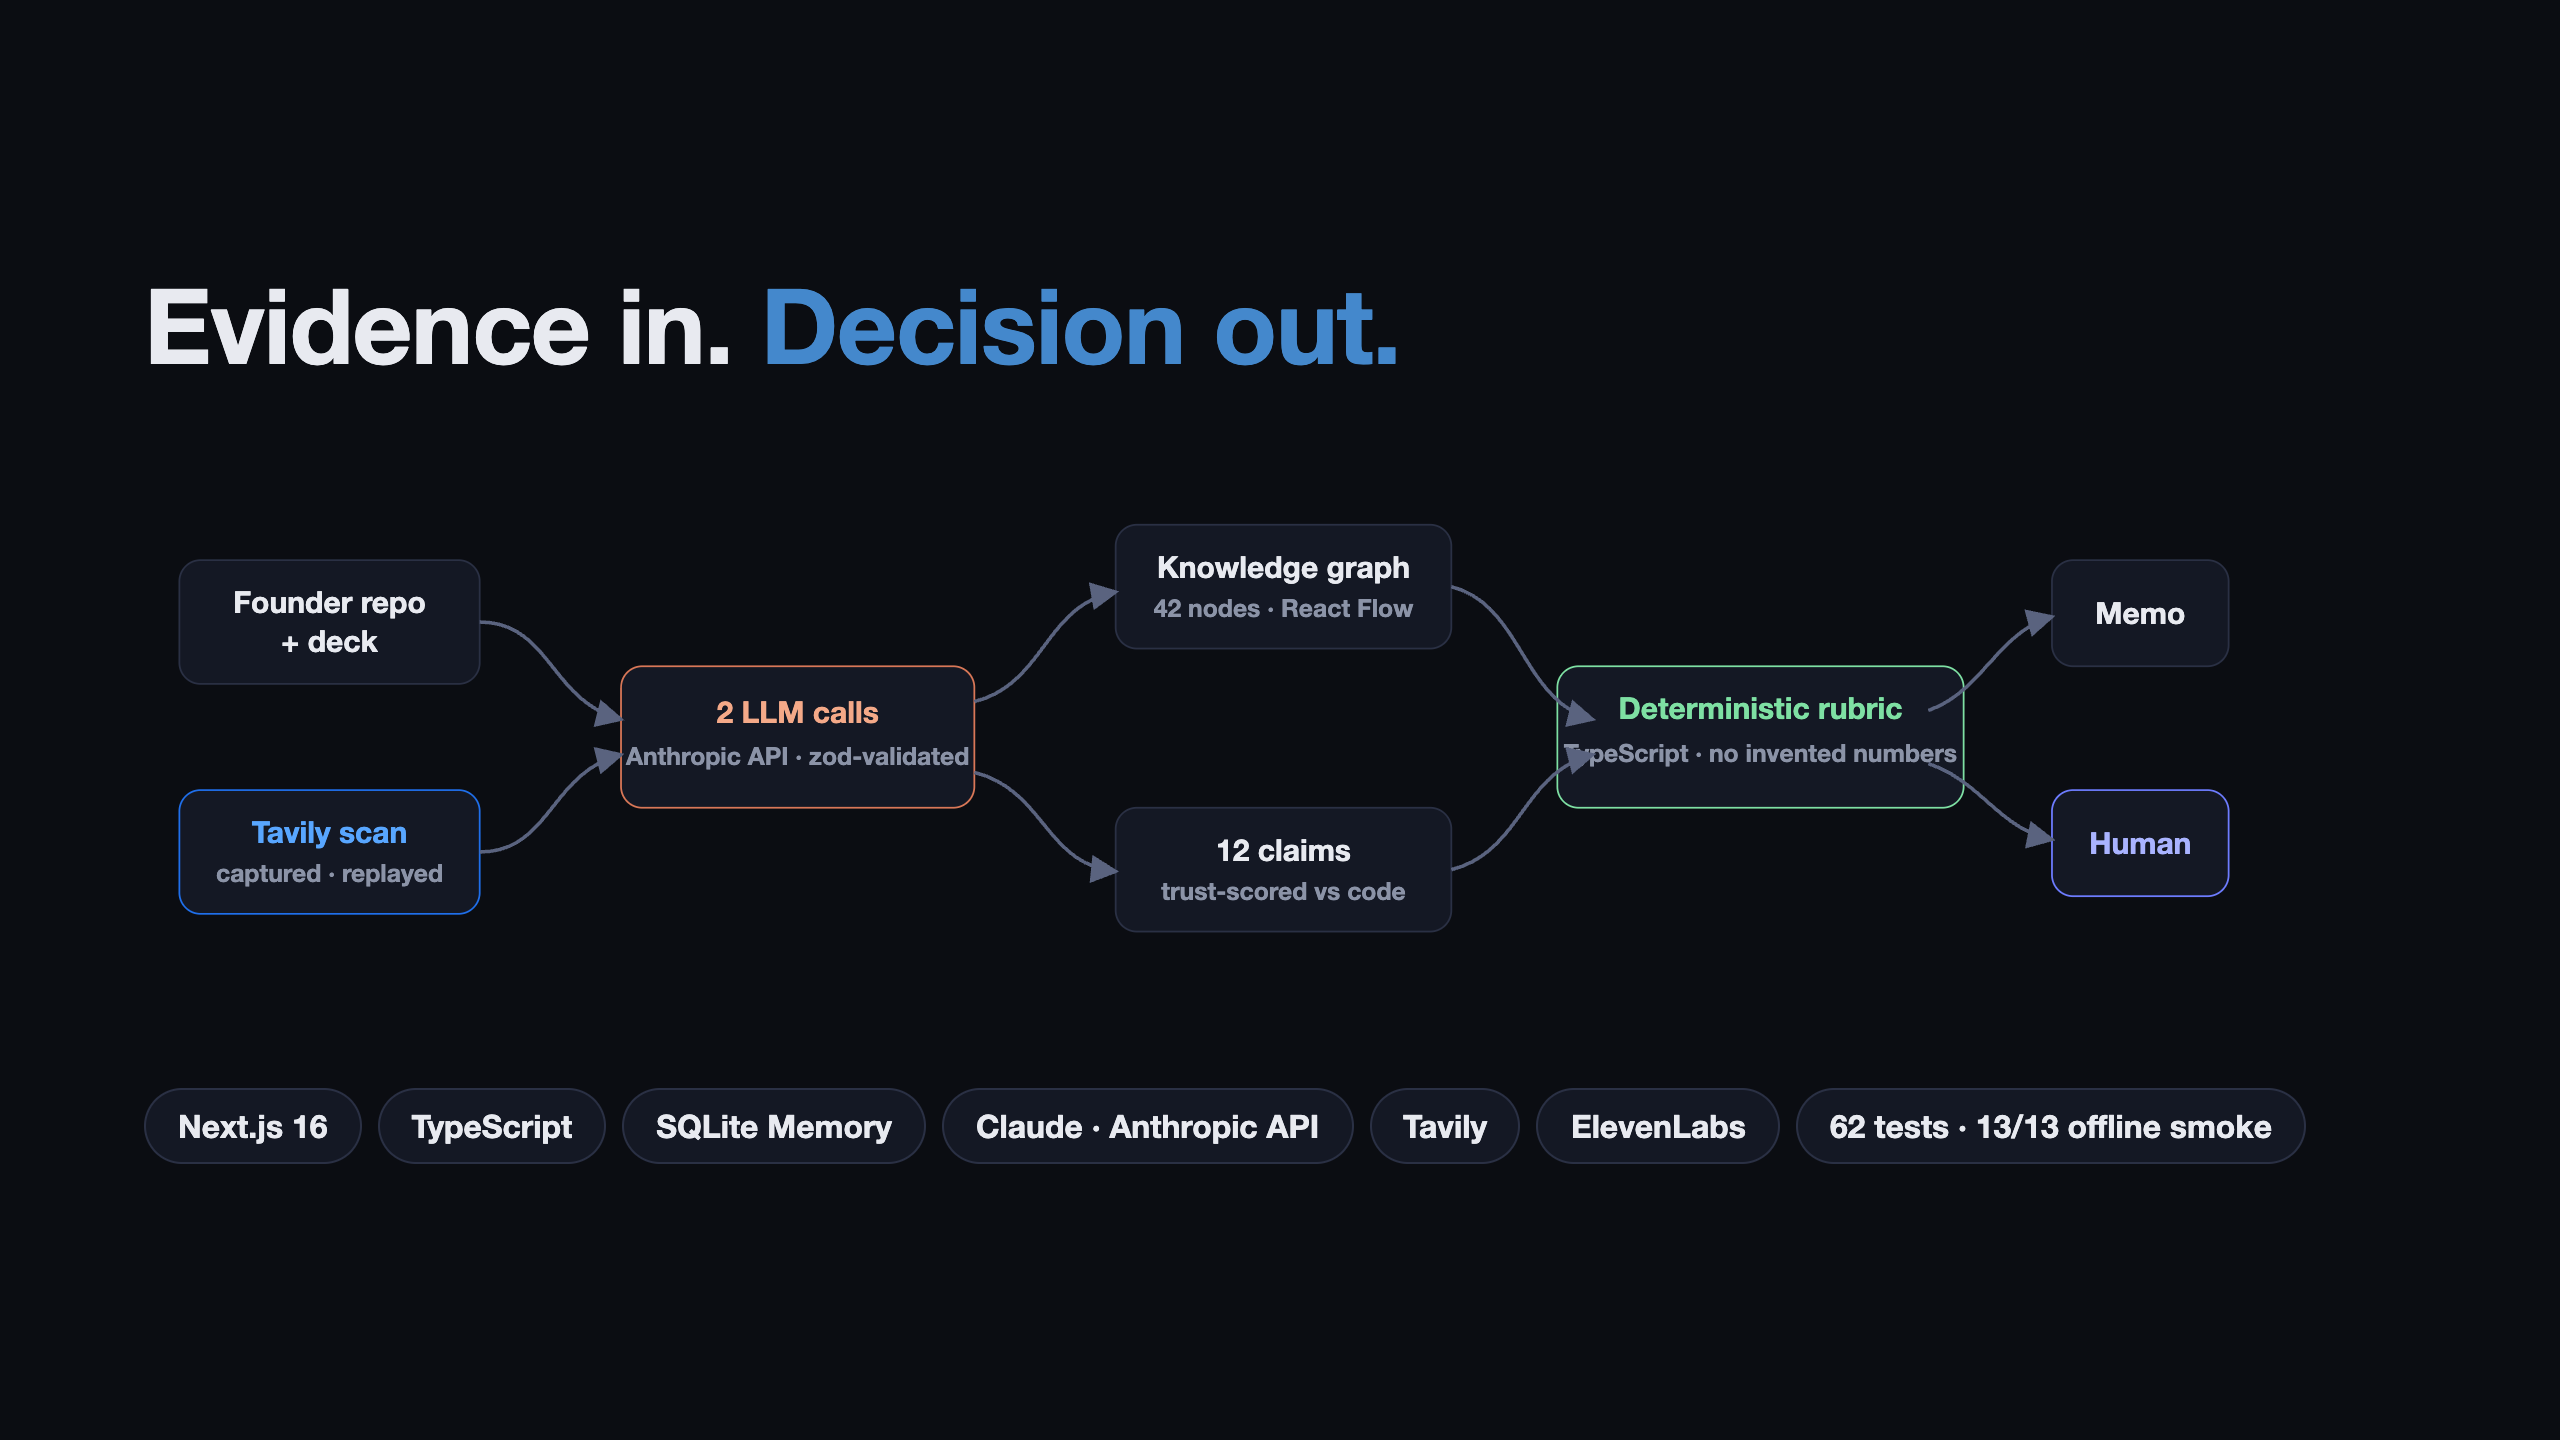 Evidence in. Decision out.
Founder repo
+ deck
Tavily scan
captured · replayed
2 LLM calls
Anthropic API · zod-validated
Knowledge graph
42 nodes · React Flow
12 claims
trust-scored vs code
Deterministic rubric
TypeScript · no invented numbers
Memo
Human
Next.js 16
TypeScript
SQLite Memory
Claude · Anthropic API
Tavily
ElevenLabs
62 tests · 13/13 offline smoke